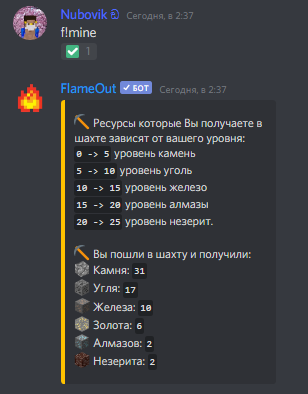 Nubovik Сегодня, в 2:37
f!mine
1
FlameOut БОТ Сегодня, в 2:37
Ресурсы которые Вы получаете в
шахте зависят от вашего уровня:
0 -> 5 уровень камень
5 -> 10 уровень уголь
10 -> 15 уровень железо
15 -> 20 уровень алмазы
20 -> 25 уровень незерит.
Вы пошли в шахту и получили:
Камня: 31
Угля: 17
Железа: 10
Золота: 6
Алмазов: 2
Незерита: 2